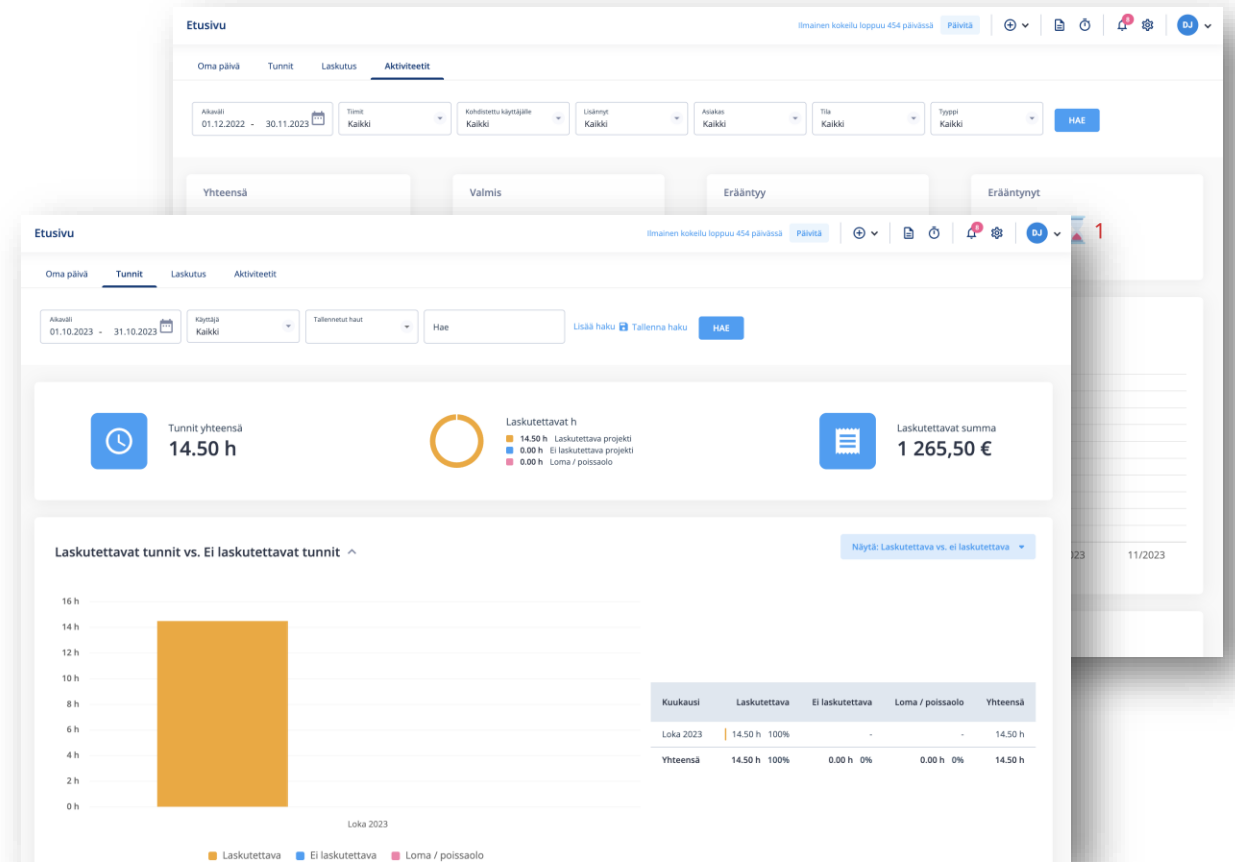 Etusivu
Ilmainen kokeilu loppuu 454 päivässä Päivitä
8
DJ
Oma päivä Tunnit Laskutus Aktiviteetit
Aikaväli
01.12.2022 - 30.11.2023
Tiimit
Kaikki
Kohdistettu käyttäjälle
Kaikki
Lisännyt
Kaikki
Asiakas
Kaikki
Tila
Kaikki
Tyyppi
Kaikki
HAE
Yhteensä Valmis Erääntyy Erääntynyt
1
11/2023
Etusivu
Ilmainen kokeilu loppuu 454 päivässä Päivitä
8
DJ
Oma päivä Tunnit Laskutus Aktiviteetit
Aikaväli
01.10.2023 - 31.10.2023
Käyttäjä
Kaikki
Tallennetut haut
Hae
Lisää haku Tallenna haku
HAE
Tunnit yhteensä
14.50 h
Laskutettavat h
14.50 h Laskutettava projekti
0.00 h Ei laskutettava projekti
0.00 h Loma / poissaolo
Laskutettavat summa
1 265,50 €
Laskutettavat tunnit vs. Ei laskutettavat tunnit
Näytä: Laskutettava vs. ei laskutettava
16 h
14 h
12 h
10 h
8 h
6 h
4 h
2 h
0 h
Loka 2023
Laskutettava Ei laskutettava Loma / poissaolo
Kuukausi Laskutettava Ei laskutettava Loma / poissaolo Yhteensä
Loka 2023 14.50 h 100% - - 14.50 h
Yhteensä 14.50 h 100% 0.00 h 0% 0.00 h 0% 14.50 h